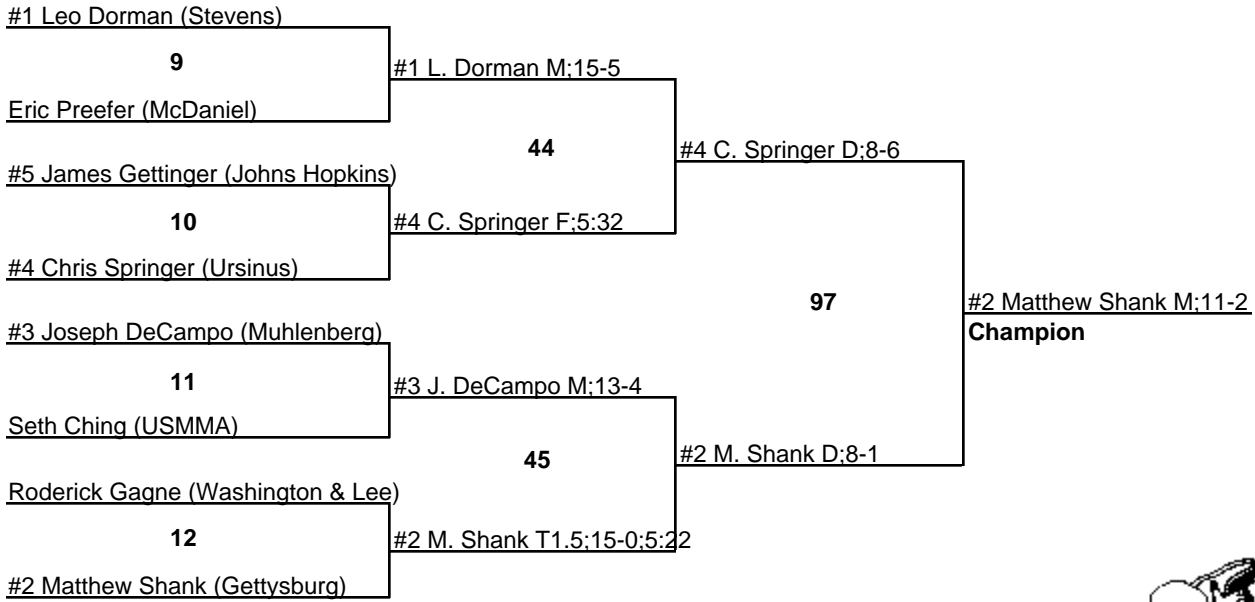 #1 Leo Dorman (Stevens)
9
#1 L. Dorman M;15-5
Eric Preefer (McDaniel)
44
#4 C. Springer D;8-6
#5 James Gettinger (Johns Hopkins)
10
#4 C. Springer F;5:32
#4 Chris Springer (Ursinus)
97
#2 Matthew Shank M;11-2
Champion
#3 Joseph DeCampo (Muhlenberg)
11
#3 J. DeCampo M;13-4
Seth Ching (USMMA)
45
#2 M. Shank D;8-1
Roderick Gagne (Washington & Lee)
12
#2 M. Shank T1.5;15-0;5:22
#2 Matthew Shank (Gettysburg)